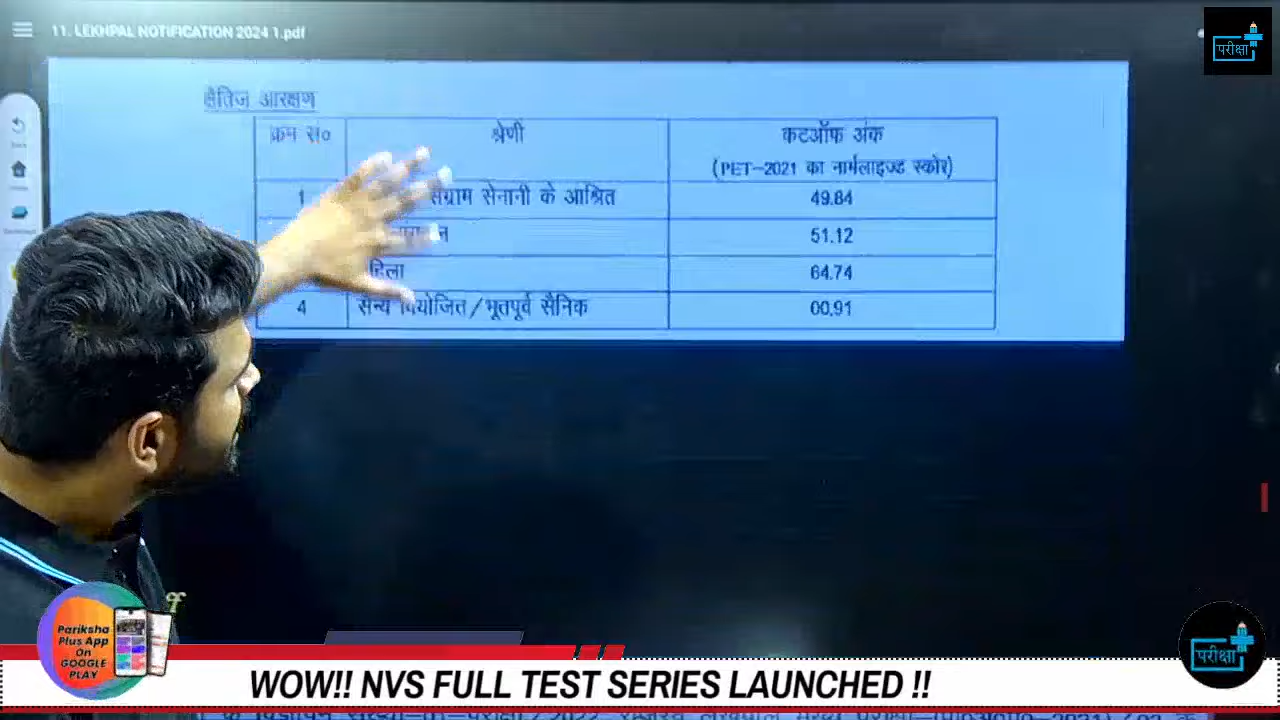 11. LEKHPAL NOTIFICATION 2024 1.pdf
परीक्षा
क्षैतिज आरक्षण
क्रम सं० श्रेणी कटऑफ अंक
(PET-2021 का नार्मलाइज्ड स्कोर)
1 संग्राम सेनानी के आश्रित 49.84
51.12
64.74
4 सैन्य वियोजित/भूतपूर्व सैनिक 00.91
Pariksha
Plus App
On
GOOGLE
PLAY
परीक्षा
WOW!! NVS FULL TEST SERIES LAUNCHED !!